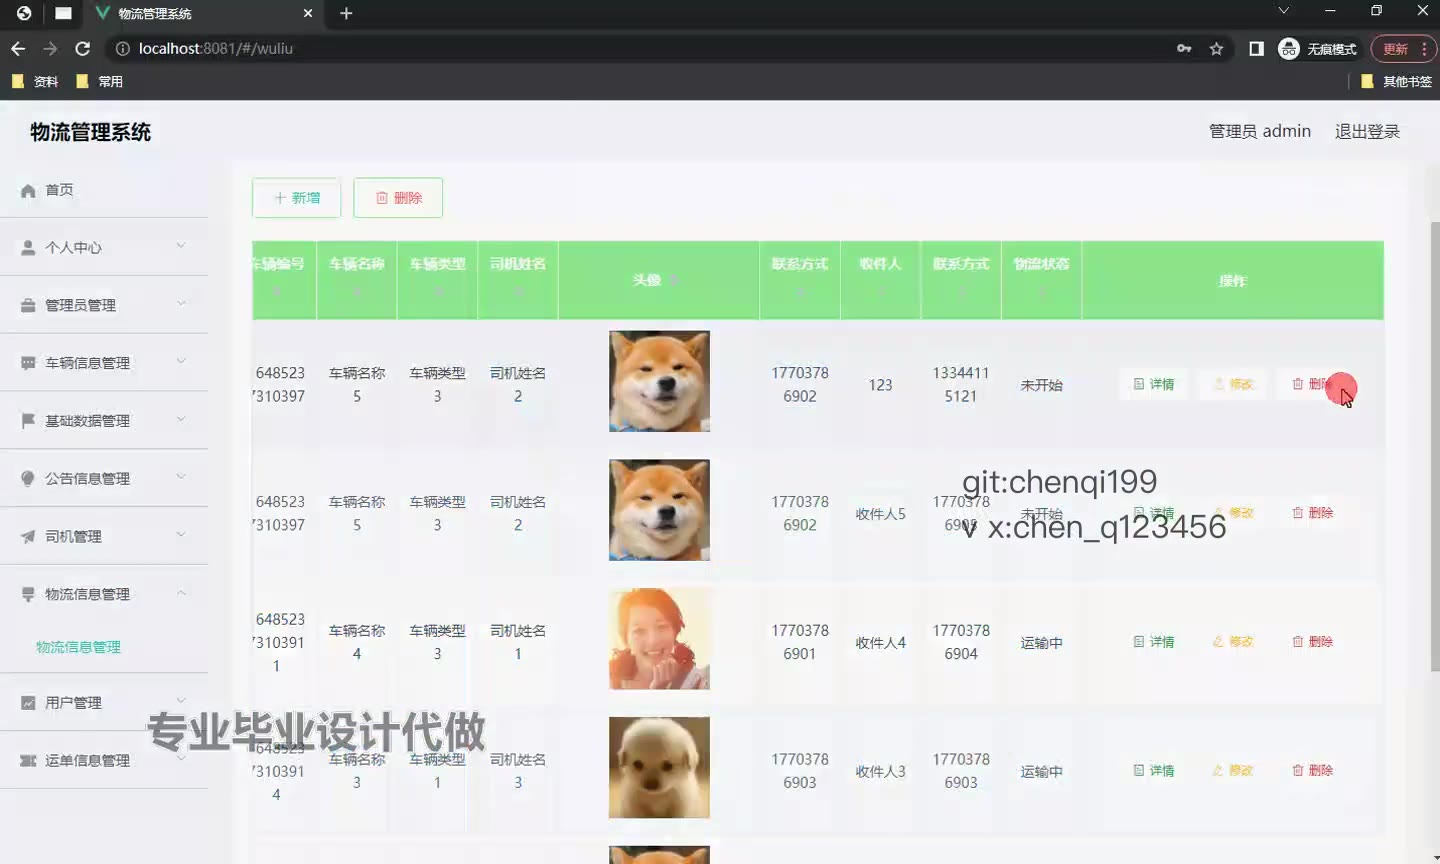 物流管理系统
localhost:8081/#/wuliu
无痕模式
更新
资料
常用
其他书签
物流管理系统
管理员 admin
退出登录
首页
个人中心
管理员管理
车辆信息管理
基础数据管理
公告信息管理
司机管理
物流信息管理
物流信息管理
用户管理
运单信息管理
新增
删除
车辆编号 车辆名称 车辆类型 司机姓名 头像 联系方式 收件人 联系方式 物流状态 操作
648523 车辆名称 车辆类型 司机姓名 1770378 123 1334411 未开始 详情 修改 删除
7310397 5 3 2 6902 5121
648523 车辆名称 车辆类型 司机姓名 1770378 收件人5 1770378 未开始 详情 修改 删除
7310397 5 3 2 6902 6905
git:chenqi199
v x:chen_q123456
648523 车辆名称 车辆类型 司机姓名 1770378 收件人4 1770378 运输中 详情 修改 删除
7310391 4 3 1 6901 6904
1
专业毕业设计代做
648523 车辆名称 车辆类型 司机姓名 1770378 收件人3 1770378 运输中 详情 修改 删除
7310391 3 1 3 6903 6903
4